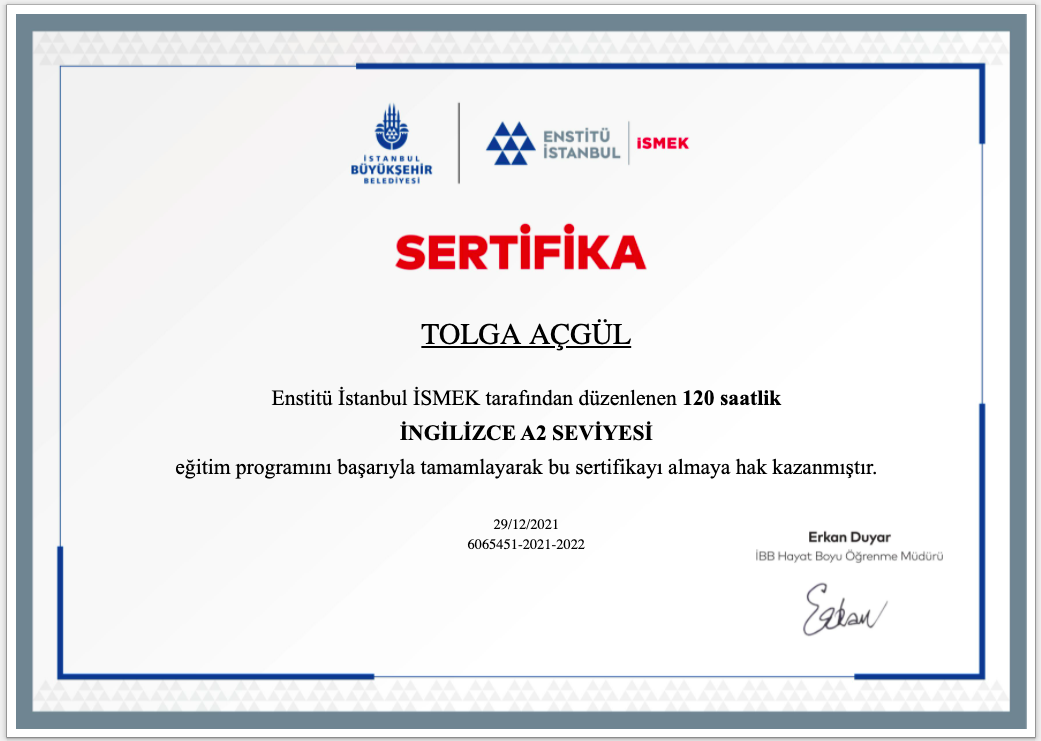 İSTANBUL
BÜYÜKŞEHİR
BELEDİYESİ
ENSTİTÜ
İSTANBUL
iSMEK
SERTİFİKA
TOLGA AÇGÜL
Enstitü İstanbul İSMEK tarafından düzenlenen 120 saatlik
İNGİLİZCE A2 SEVİYESİ
eğitim programını başarıyla tamamlayarak bu sertifikayı almaya hak kazanmıştır.
29/12/2021
6065451-2021-2022
Erkan Duyar
İBB Hayat Boyu Öğrenme Müdürü
Erkan